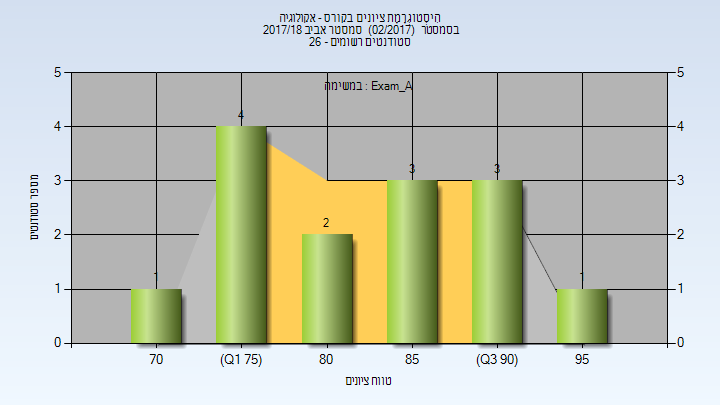 היסטוגרמת ציונים בקורס - אקולוגיה
בסמסטר (02/2017) סמסטר אביב 2017/18
סטודנטים רשומים - 26
במשימה : Exam_A
5 5
4 4
3 3
2 2
1 1
0 0
1 4 2 3 3 1
מספר סטודנטים
70 (Q1 75) 80 85 (Q3 90) 95
טווח ציונים